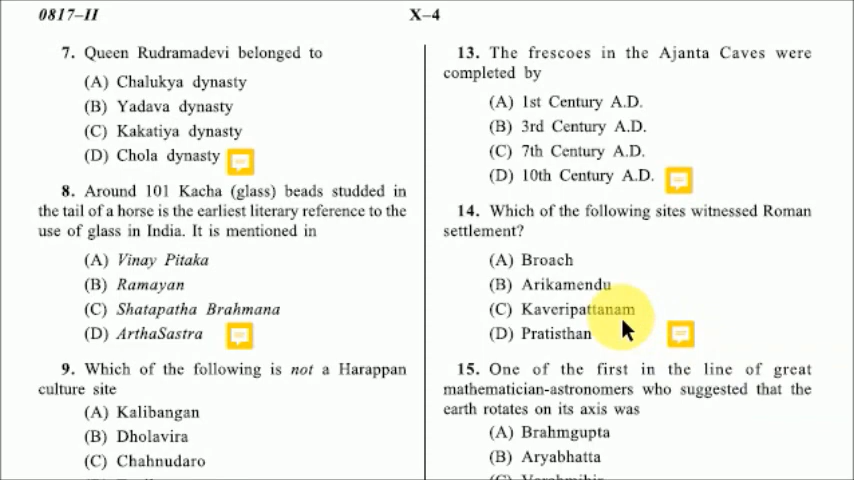 0817–II
X–4
7. Queen Rudramadevi belonged to
(A) Chalukya dynasty
(B) Yadava dynasty
(C) Kakatiya dynasty
(D) Chola dynasty
8. Around 101 Kacha (glass) beads studded in
the tail of a horse is the earliest literary reference to the
use of glass in India. It is mentioned in
(A) Vinay Pitaka
(B) Ramayan
(C) Shatapatha Brahmana
(D) ArthaSastra
9. Which of the following is not a Harappan
culture site
(A) Kalibangan
(B) Dholavira
(C) Chahnudaro
13. The frescoes in the Ajanta Caves were
completed by
(A) 1st Century A.D.
(B) 3rd Century A.D.
(C) 7th Century A.D.
(D) 10th Century A.D.
14. Which of the following sites witnessed Roman
settlement?
(A) Broach
(B) Arikamendu
(C) Kaveripattanam
(D) Pratisthan
15. One of the first in the line of great
mathematician-astronomers who suggested that the
earth rotates on its axis was
(A) Brahmgupta
(B) Aryabhatta